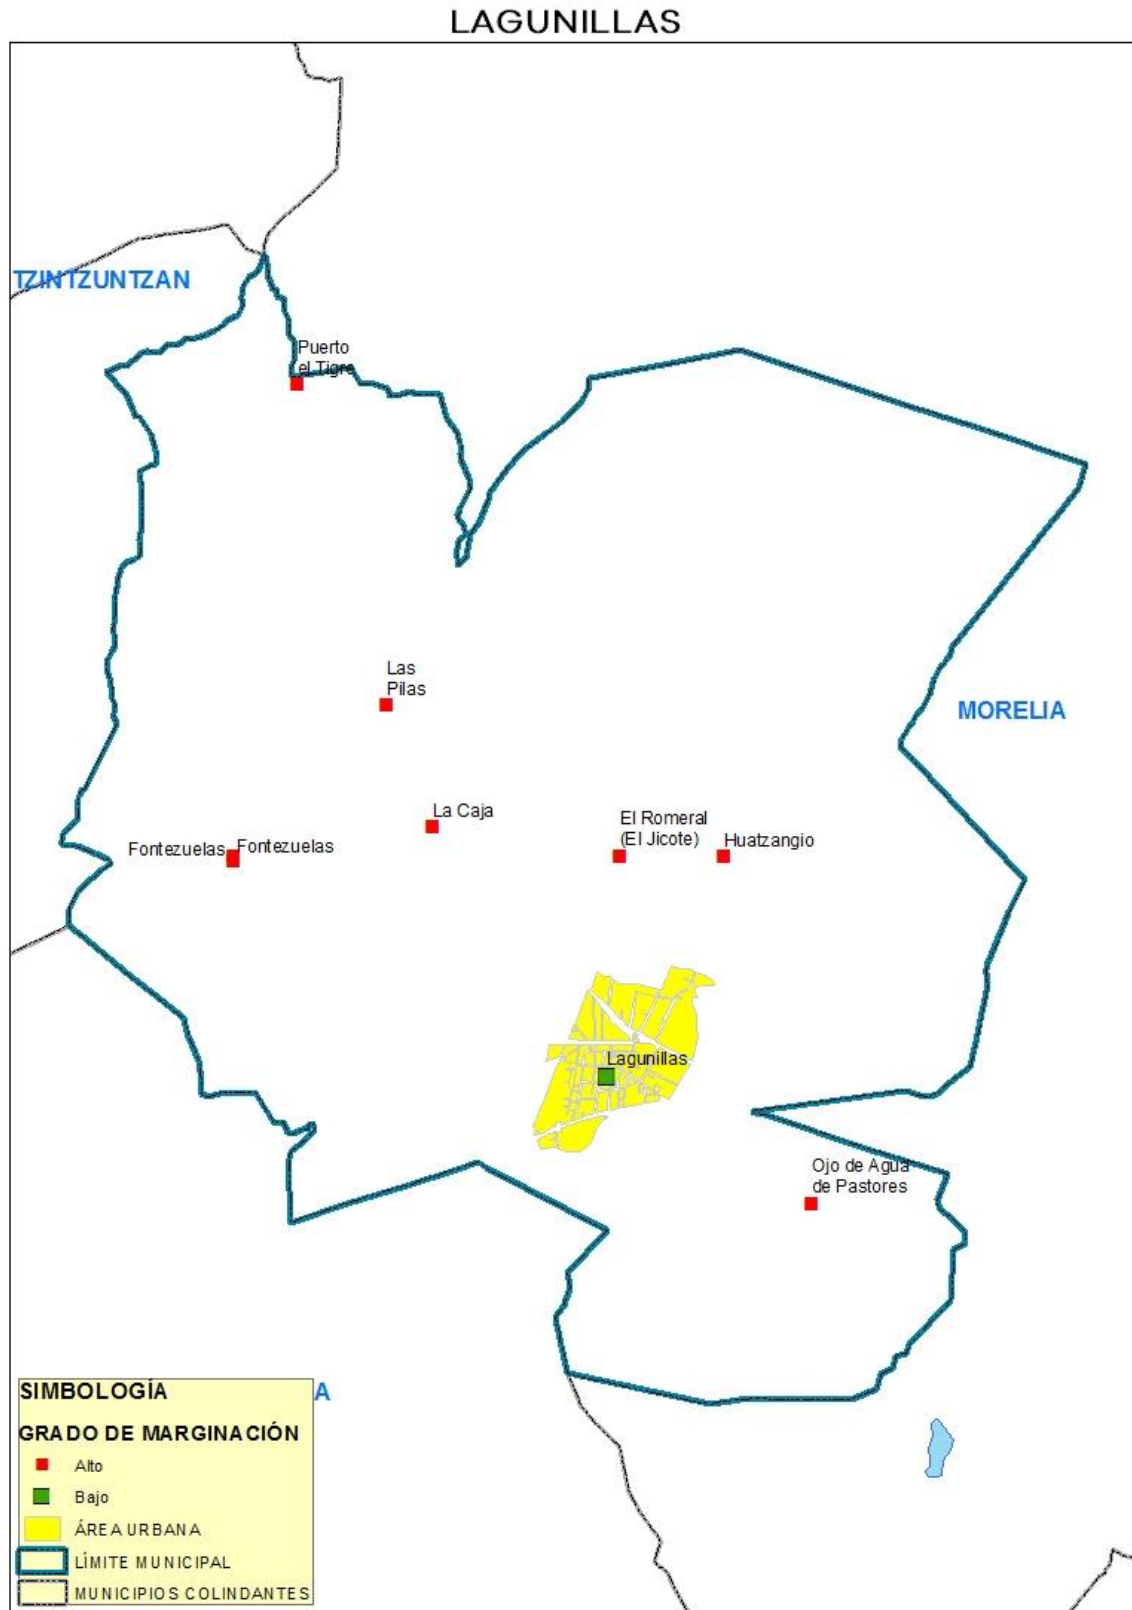 LAGUNILLAS
TZINTZUNTZAN
Puerto
el Tigre
Las
Pilas
MORELIA
La Caja
El Romeral
(El Jicote)
Huatzangio
Fontezuelas
Fontezuelas
Lagunillas
Ojo de Agua
de Pastores
A
SIMBOLOGÍA
GRADO DE MARGINACIÓN
Alto
Bajo
ÁREA URBANA
LÍMITE MUNICIPAL
MUNICIPIOS COLINDANTES